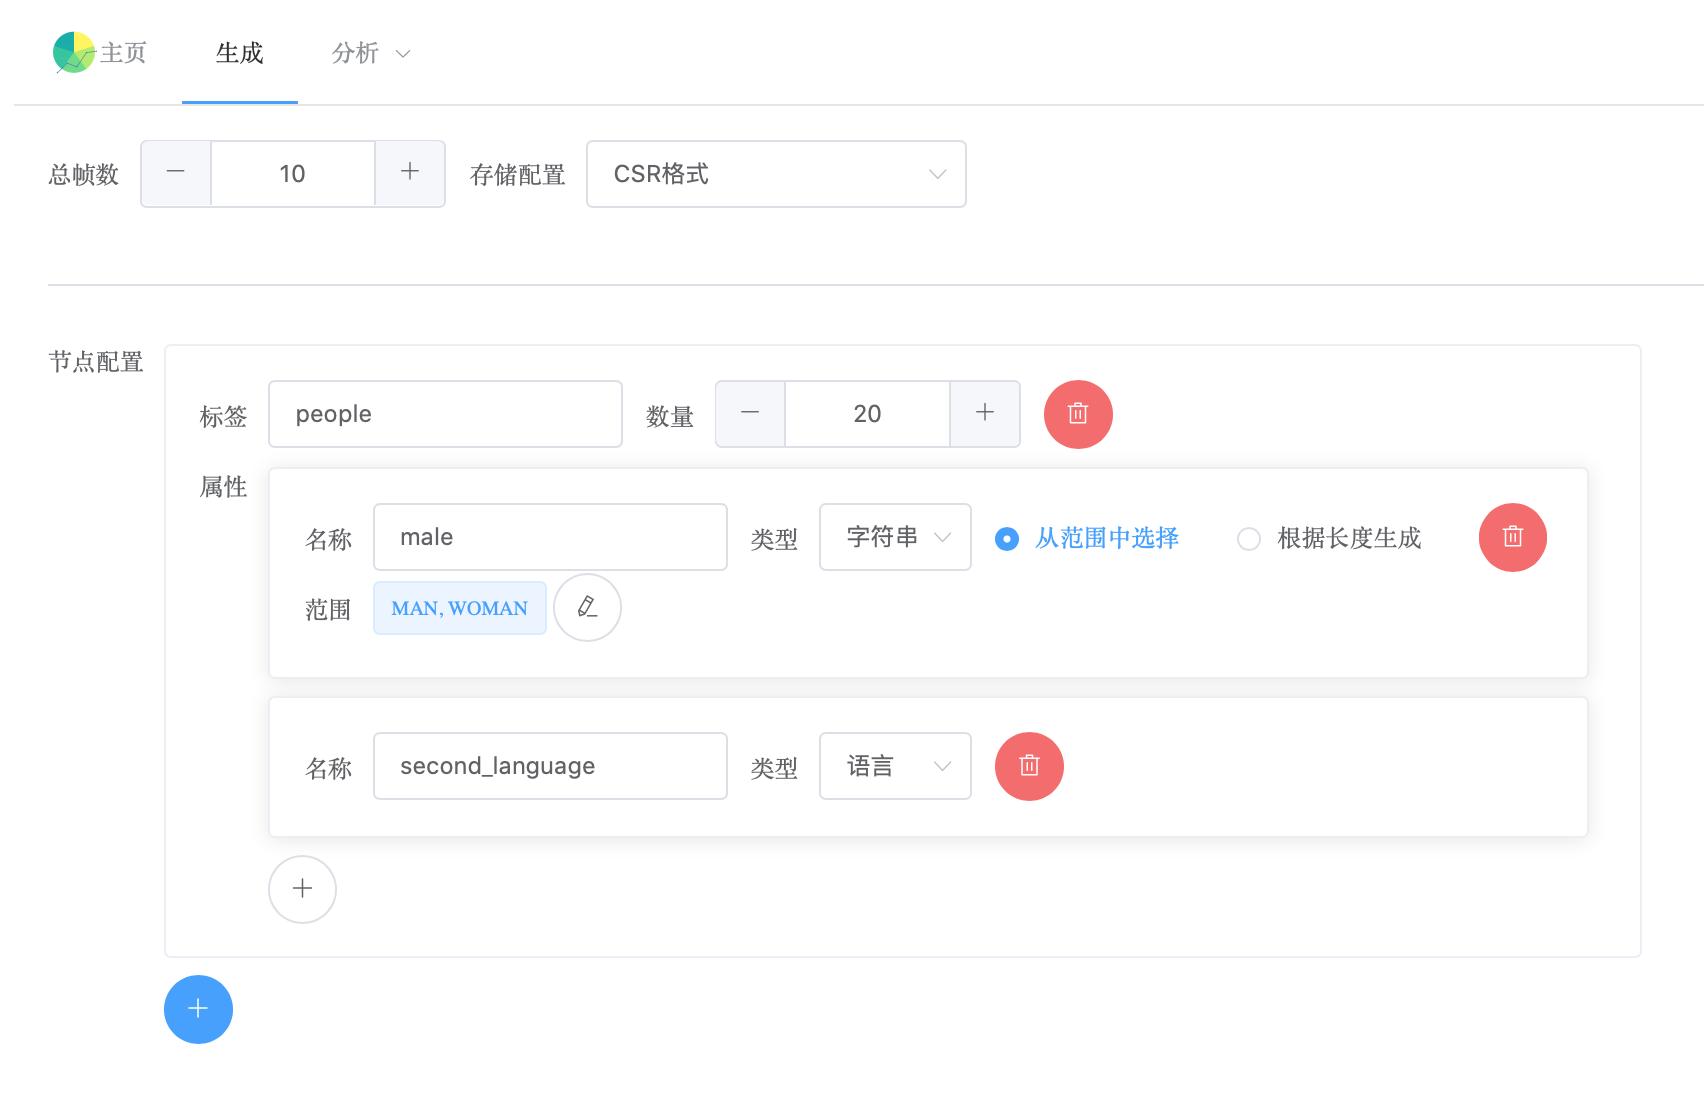 主页 生成 分析
总帧数 10 存储配置 CSR格式
节点配置
标签 people 数量 20
属性
名称 male 类型 字符串 从范围中选择 根据长度生成
范围 MAN, WOMAN
名称 second_language 类型 语言